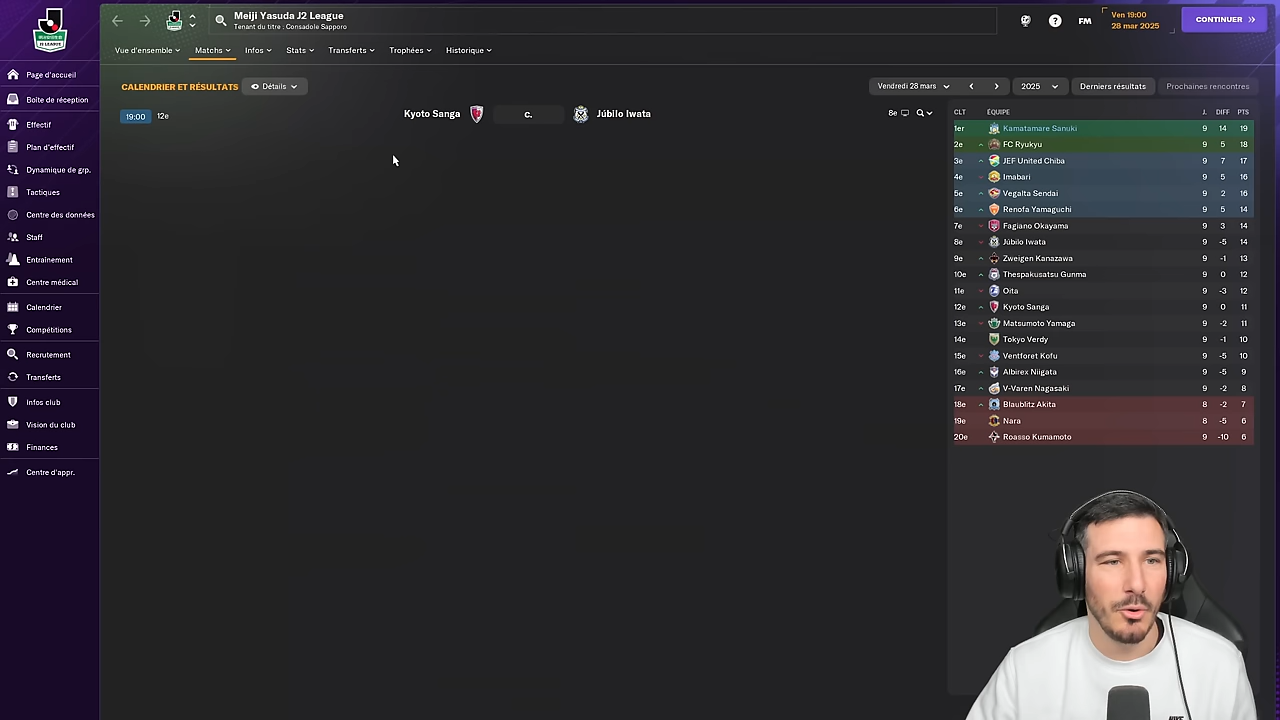 Meiji Yasuda J2 League
Tenant du titre : Consadole Sapporo
FM
Ven 19:00
28 mar 2025
CONTINUER
Vue d'ensemble
Matchs
Infos
Stats
Transferts
Trophées
Historique
Page d'accueil
Boîte de réception
Effectif
Plan d'effectif
Dynamique de grp.
Tactiques
Centre des données
Staff
Entraînement
Centre médical
Calendrier
Compétitions
Recrutement
Transferts
Infos club
Vision du club
Finances
Centre d'appr.
CALENDRIER ET RÉSULTATS
Détails
Vendredi 28 mars
2025
Derniers résultats
Prochaines rencontres
19:00 12e Kyoto Sanga c. Júbilo Iwata 8e
CLT ÉQUIPE J. DIFF PTS
1er Kamatamare Sanuki 9 14 19
2e FC Ryukyu 9 5 18
3e JEF United Chiba 9 7 17
4e Imabari 9 5 16
5e Vegalta Sendai 9 2 16
6e Renofa Yamaguchi 9 5 14
7e Fagiano Okayama 9 3 14
8e Júbilo Iwata 9 -5 14
9e Zweigen Kanazawa 9 -1 13
10e Thespakusatsu Gunma 9 0 12
11e Oita 9 -3 12
12e Kyoto Sanga 9 0 11
13e Matsumoto Yamaga 9 -2 11
14e Tokyo Verdy 9 -1 10
15e Ventforet Kofu 9 -5 10
16e Albirex Niigata 9 -5 9
17e V-Varen Nagasaki 9 -2 8
18e Blaublitz Akita 8 -2 7
19e Nara 8 -5 6
20e Roasso Kumamoto 9 -10 6